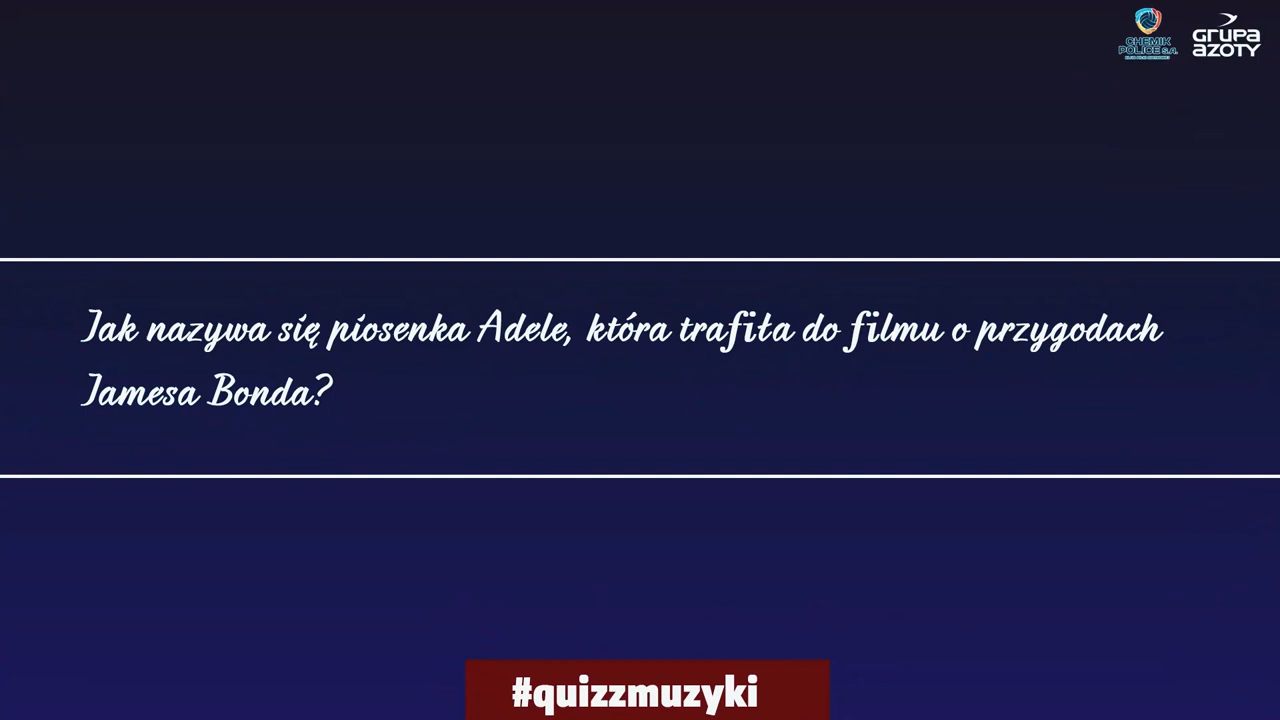 CHEMIK
POLICE S.A.
GRUPA
AZOTY
Jak nazywa się piosenka Adele, która trafiła do filmu o przygodach
Jamesa Bonda?
#quizzmuzyki